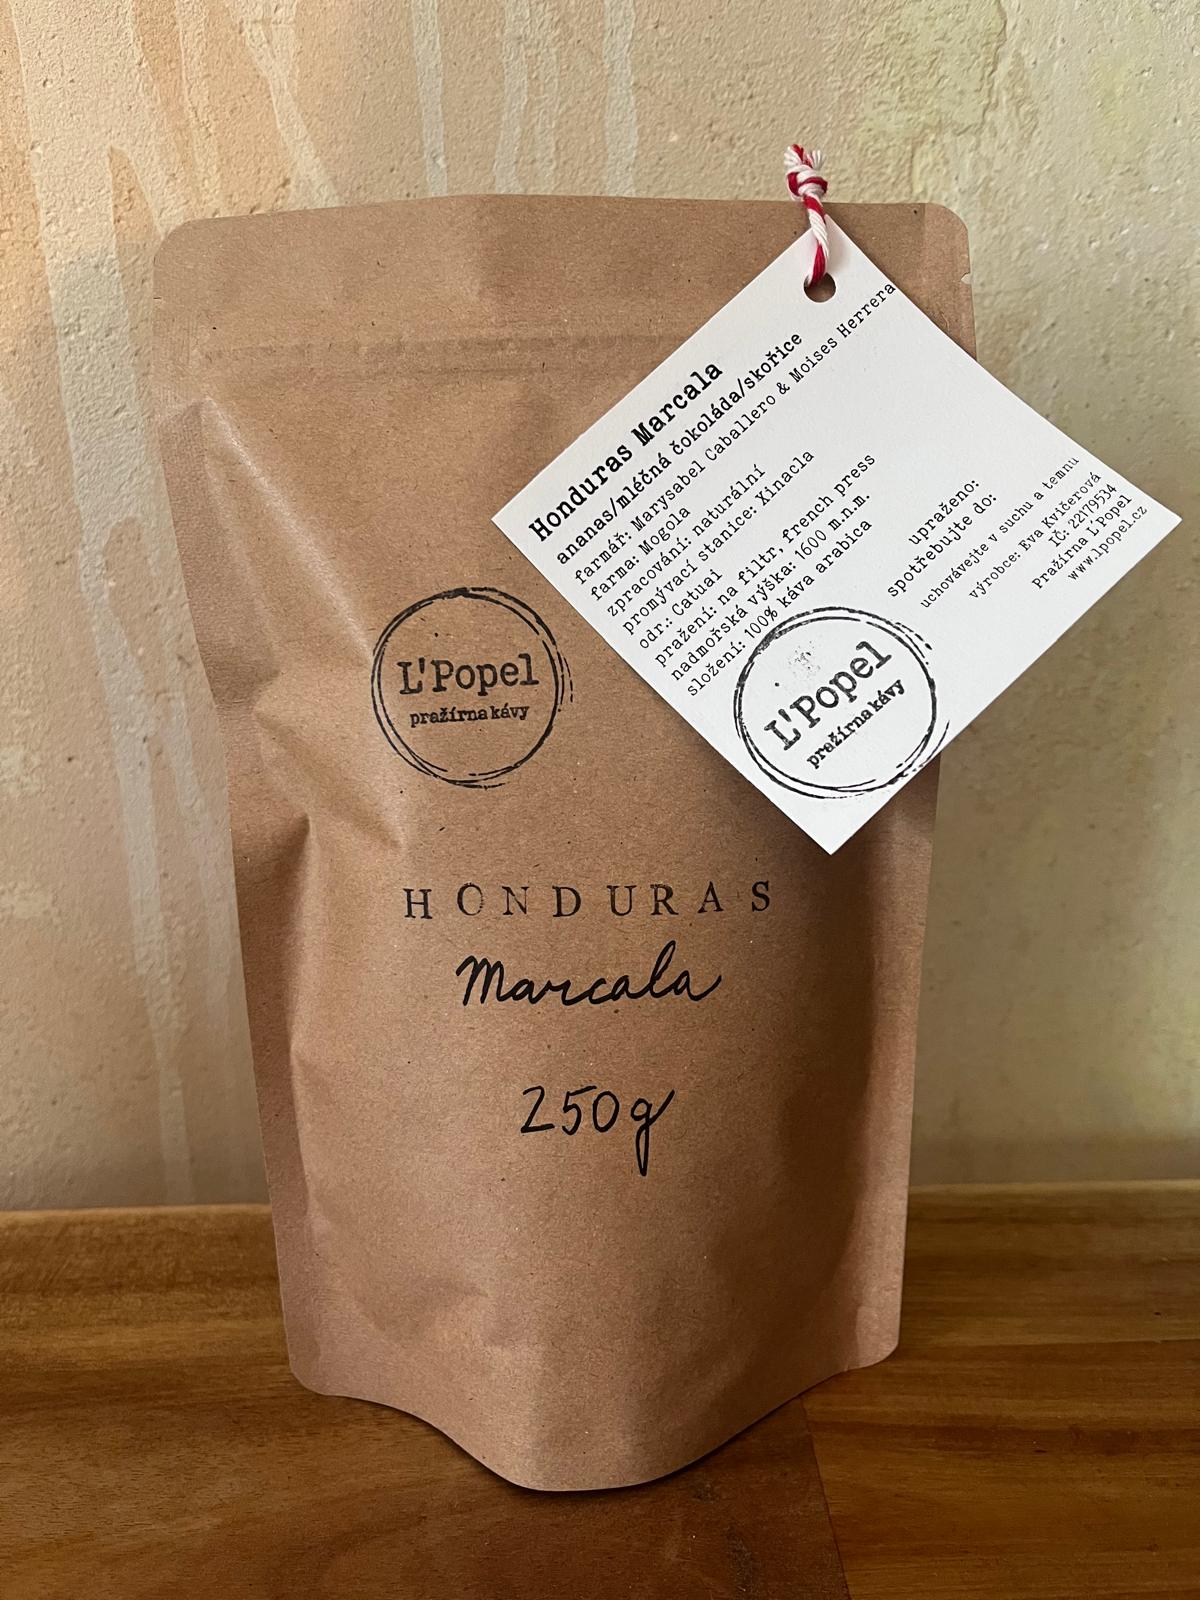 Honduras Marcala
ananas/mléčná čokoláda/skořice
farmář: Marysabel Caballero & Moises Herrera
farma: Mogola
zpracování: naturální
promývací stanice: Xinacla
odr.: Catuai
pražení: na filtr, french press
nadmořská výška: 1600 m.n.m.
složení: 100% káva arabica
upraženo:
spotřebujte do:
uchovávejte v suchu a temnu
výrobce: Eva Kvičerová
IČ: 22179534
Pražírna L'Popel
www.lpopel.cz
L'Popel
pražírna kávy
L'Popel
pražírna kávy
HONDURAS
Marcala
250g